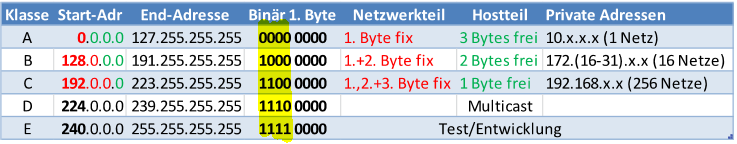 Klasse Start-Adr End-Adresse Binär 1. Byte Netzwerkteil Hostteil Private Adressen
A 0.0.0.0 127.255.255.255 0000 0000 1. Byte fix 3 Bytes frei 10.x.x.x (1 Netz)
B 128.0.0.0 191.255.255.255 1000 0000 1.+2. Byte fix 2 Bytes frei 172.(16-31).x.x (16 Netze)
C 192.0.0.0 223.255.255.255 1100 0000 1.,2.+3. Byte fix 1 Byte frei 192.168.x.x (256 Netze)
D 224.0.0.0 239.255.255.255 1110 0000 Multicast
E 240.0.0.0 255.255.255.255 1111 0000 Test/Entwicklung